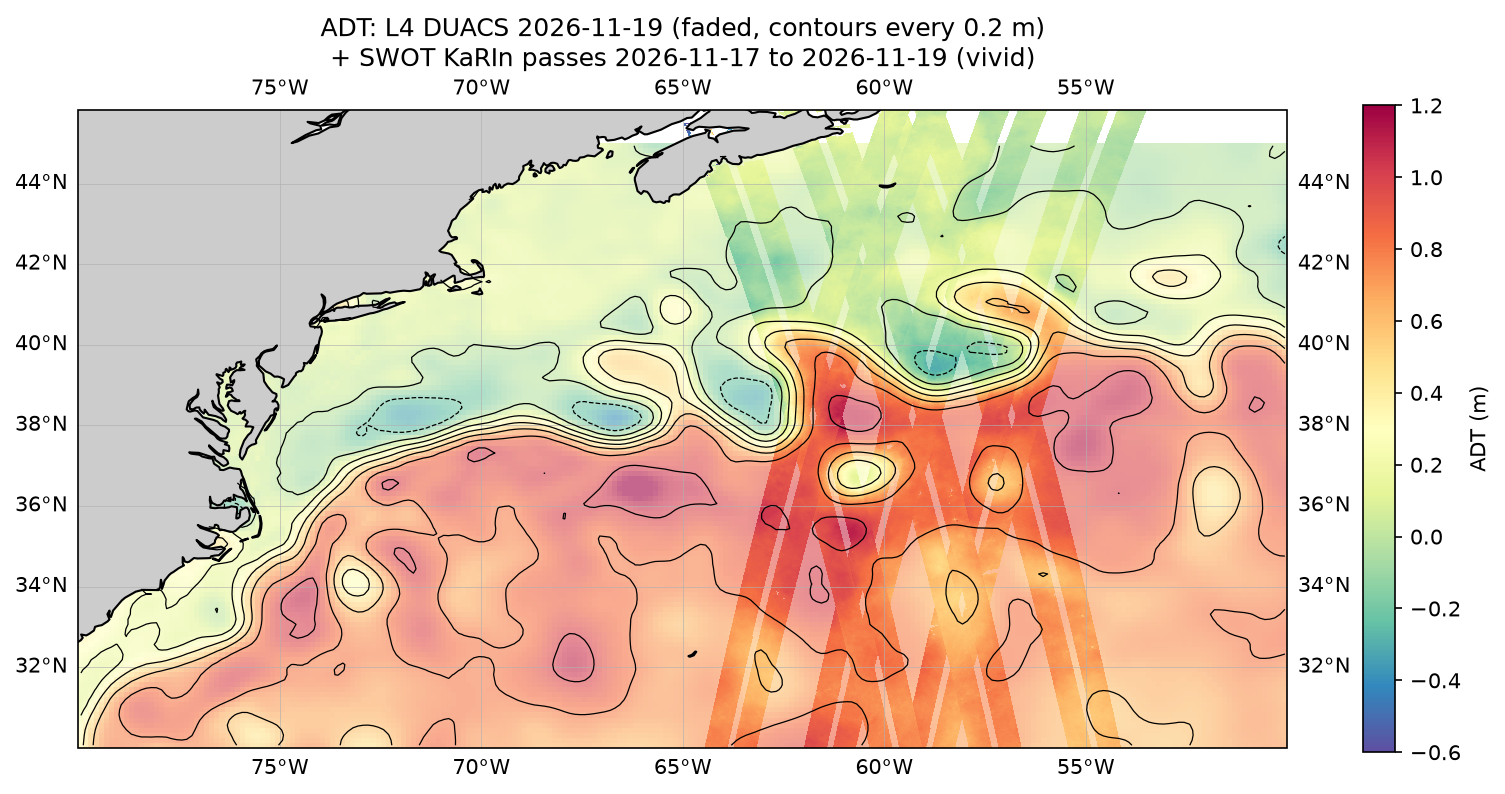 ADT: L4 DUACS 2026-11-19 (faded, contours every 0.2 m)
+ SWOT KaRIn passes 2026-11-17 to 2026-11-19 (vivid)
75°W 70°W 65°W 60°W 55°W
44°N 44°N
42°N 42°N
40°N 40°N
38°N 38°N
36°N 36°N
34°N 34°N
32°N 32°N
75°W 70°W 65°W 60°W 55°W
1.2
1.0
0.8
0.6
0.4
0.2
0.0
−0.2
−0.4
−0.6
ADT (m)